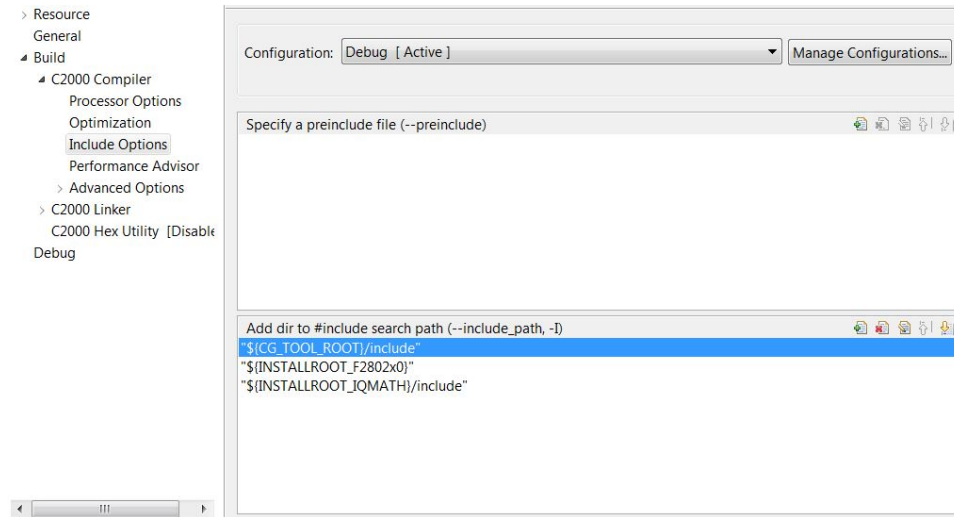 Resource
General
Build
C2000 Compiler
Processor Options
Optimization
Include Options
Performance Advisor
Advanced Options
C2000 Linker
C2000 Hex Utility [Disable
Debug
Configuration: Debug [ Active ] Manage Configurations...
Specify a preinclude file (--preinclude)
Add dir to #include search path (--include_path, -I)
"${CG_TOOL_ROOT}/include"
"${INSTALLROOT_F2802x0}"
"${INSTALLROOT_IQMATH}/include"